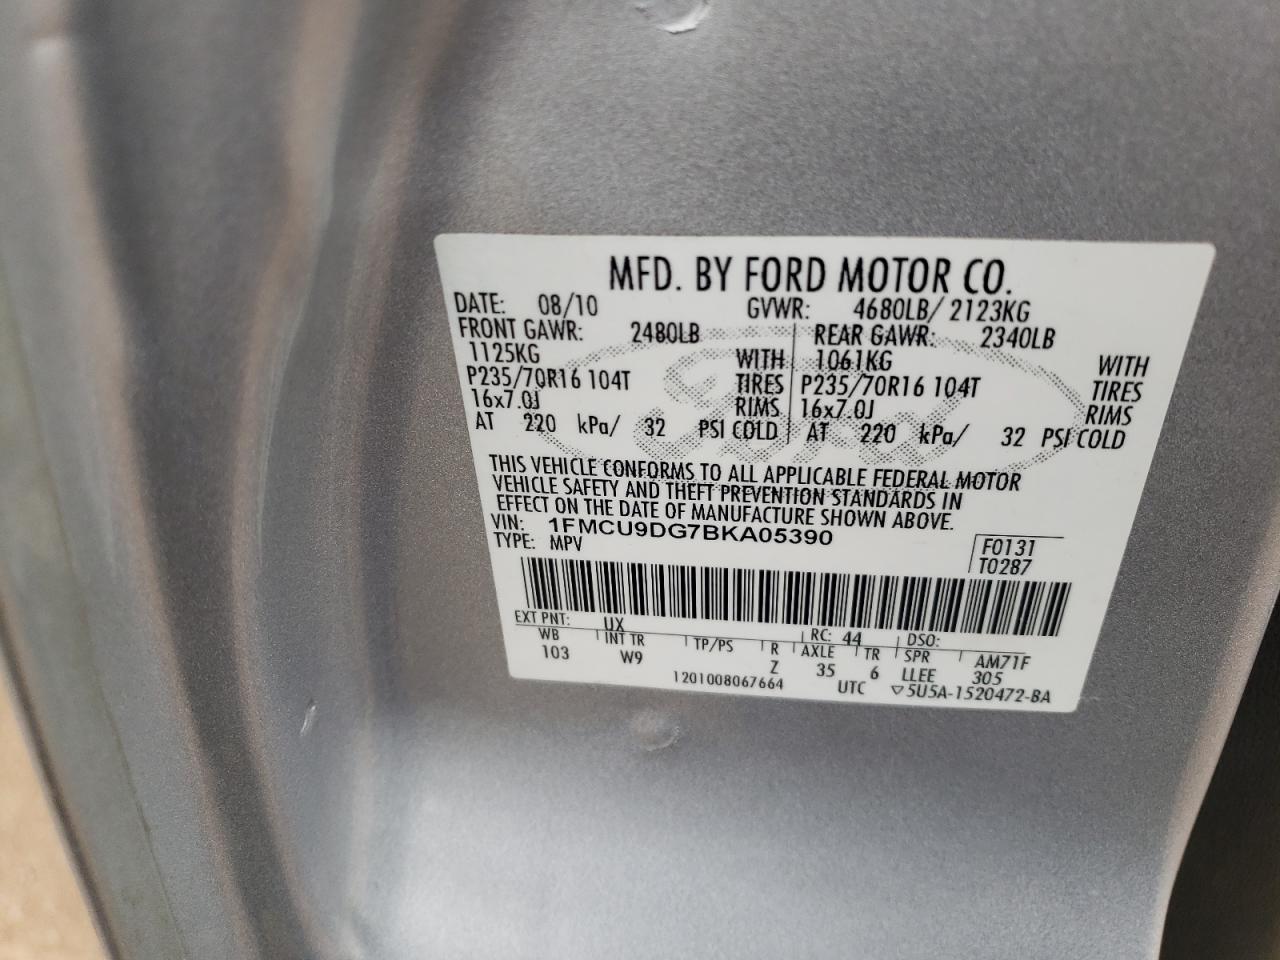 MFD. BY FORD MOTOR CO.
DATE: 08/10 GVWR: 4680LB/ 2123KG
FRONT GAWR: 2480LB REAR GAWR: 2340LB
1125KG WITH 1061KG WITH
P235/70R16 104T TIRES P235/70R16 104T TIRES
16x7.0J RIMS 16x7.0J RIMS
AT 220 kPa/ 32 PSI COLD AT 220 kPa/ 32 PSI COLD
Ford
THIS VEHICLE CONFORMS TO ALL APPLICABLE FEDERAL MOTOR
VEHICLE SAFETY AND THEFT PREVENTION STANDARDS IN
EFFECT ON THE DATE OF MANUFACTURE SHOWN ABOVE.
VIN: 1FMCU9DG7BKA05390
TYPE: MPV
F0131
T0287
EXT PNT: UX RC: 44 DSO:
WB INT TR TP/PS R AXLE TR SPR AM71F
103 W9 Z 35 6 LLEE 305
1201008067664 UTC ▽5U5A-1520472-BA